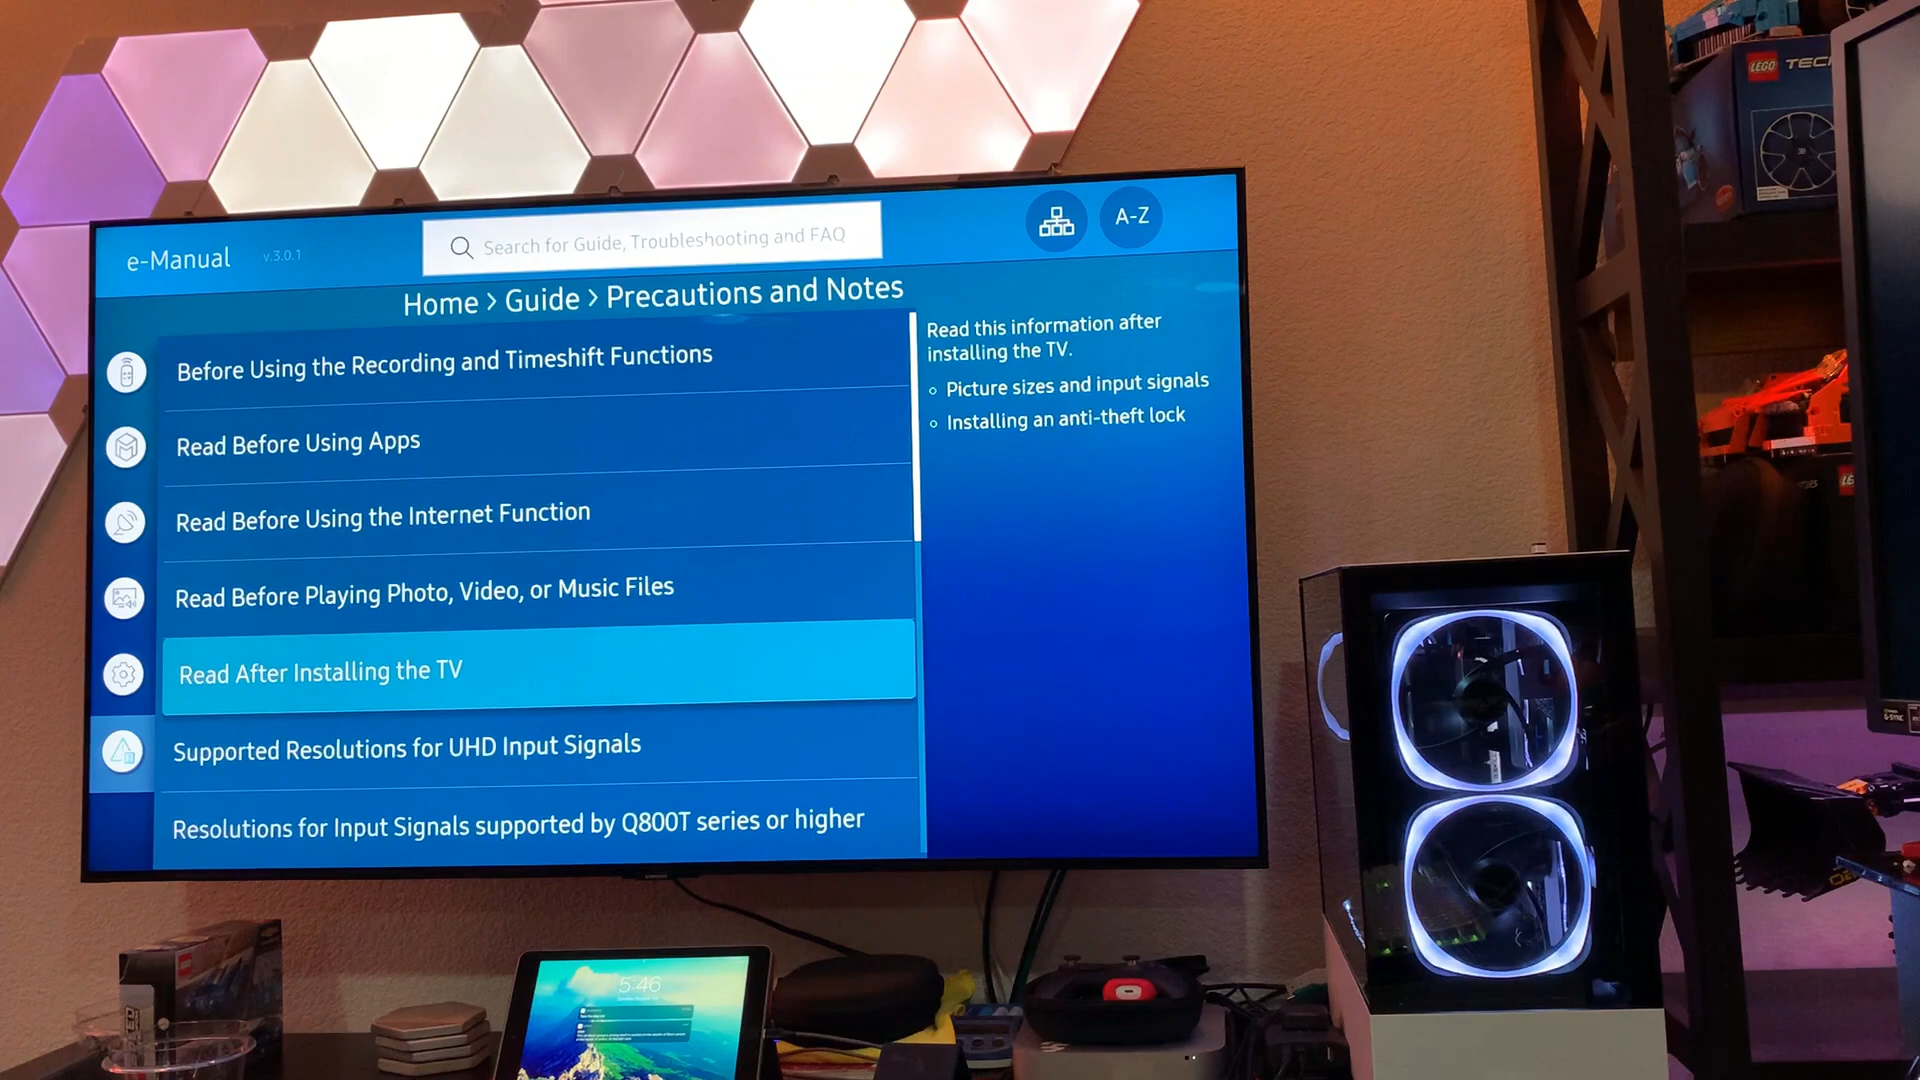 LEGO TECH
e-Manual v.3.0.1
Search for Guide, Troubleshooting and FAQ
A-Z
Home > Guide > Precautions and Notes
Before Using the Recording and Timeshift Functions
Read Before Using Apps
Read Before Using the Internet Function
Read Before Playing Photo, Video, or Music Files
Read After Installing the TV
Supported Resolutions for UHD Input Signals
Resolutions for Input Signals supported by Q800T series or higher
Read this information after
installing the TV.
Picture sizes and input signals
Installing an anti-theft lock
SAMSUNG
G-SYNC
LEGO
5:46